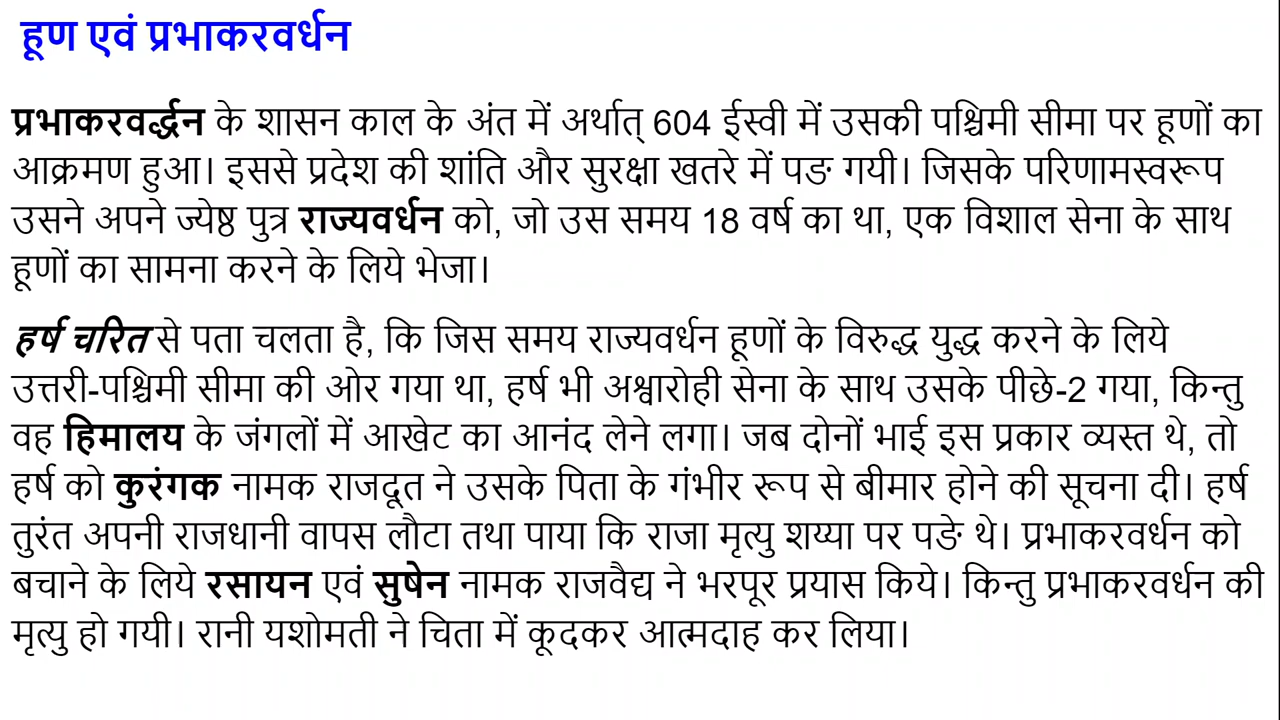 हूण एवं प्रभाकरवर्धन
प्रभाकरवर्द्धन के शासन काल के अंत में अर्थात् 604 ईस्वी में उसकी पश्चिमी सीमा पर हूणों का
आक्रमण हुआ। इससे प्रदेश की शांति और सुरक्षा खतरे में पङ गयी। जिसके परिणामस्वरूप
उसने अपने ज्येष्ठ पुत्र राज्यवर्धन को, जो उस समय 18 वर्ष का था, एक विशाल सेना के साथ
हूणों का सामना करने के लिये भेजा।
हर्ष चरित से पता चलता है, कि जिस समय राज्यवर्धन हूणों के विरुद्ध युद्ध करने के लिये
उत्तरी-पश्चिमी सीमा की ओर गया था, हर्ष भी अश्वारोही सेना के साथ उसके पीछे-2 गया, किन्तु
वह हिमालय के जंगलों में आखेट का आनंद लेने लगा। जब दोनों भाई इस प्रकार व्यस्त थे, तो
हर्ष को कुरंगक नामक राजदूत ने उसके पिता के गंभीर रूप से बीमार होने की सूचना दी। हर्ष
तुरंत अपनी राजधानी वापस लौटा तथा पाया कि राजा मृत्यु शय्या पर पङे थे। प्रभाकरवर्धन को
बचाने के लिये रसायन एवं सुषेन नामक राजवैद्य ने भरपूर प्रयास किये। किन्तु प्रभाकरवर्धन की
मृत्यु हो गयी। रानी यशोमती ने चिता में कूदकर आत्मदाह कर लिया।